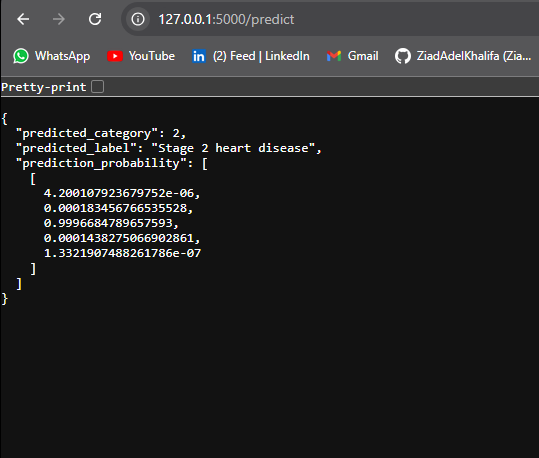 127.0.0.1:5000/predict
WhatsApp YouTube (2) Feed | LinkedIn Gmail ZiadAdelKhalifa (Zia...
Pretty-print
{
"predicted_category": 2,
"predicted_label": "Stage 2 heart disease",
"prediction_probability": [
[
4.200107923679752e-06,
0.000183456766535528,
0.9996684789657593,
0.0001438275066902861,
1.3321907488261786e-07
]
]
}